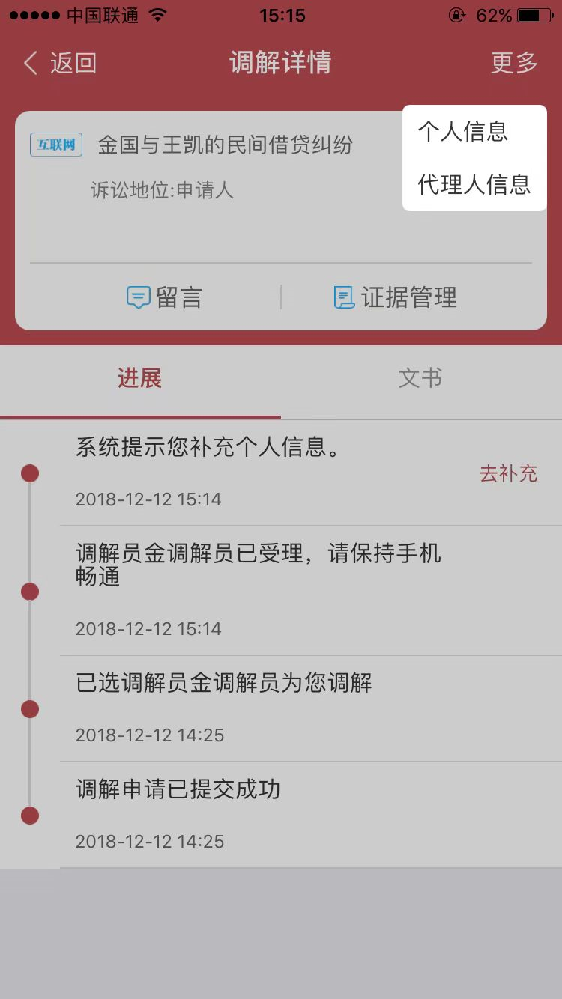 中国联通 15:15 62%
返回 调解详情 更多
个人信息
代理人信息
互联网 金国与王凯的民间借贷纠纷
诉讼地位:申请人
留言 证据管理
进展 文书
系统提示您补充个人信息。
去补充
2018-12-12 15:14
调解员金调解员已受理，请保持手机
畅通
2018-12-12 15:14
已选调解员金调解员为您调解
2018-12-12 14:25
调解申请已提交成功
2018-12-12 14:25